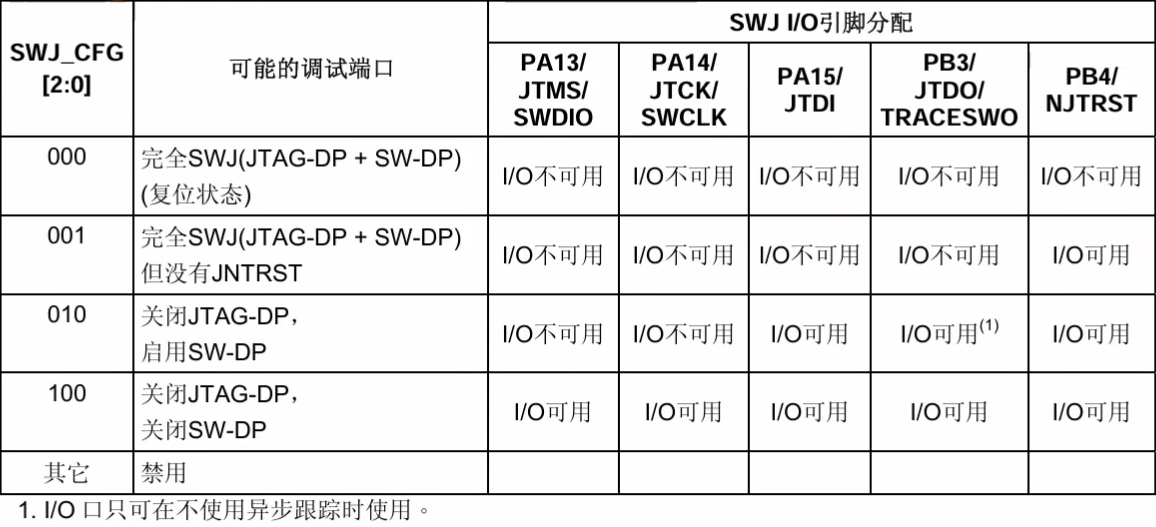 SWJ I/O引脚分配
SWJ_CFG
[2:0]
可能的调试端口
PA13/
JTMS/
SWDIO
PA14/
JTCK/
SWCLK
PA15/
JTDI
PB3/
JTDO/
TRACESWO
PB4/
NJTRST
000
完全SWJ(JTAG-DP + SW-DP)
(复位状态)
I/O不可用
I/O不可用
I/O不可用
I/O不可用
I/O不可用
001
完全SWJ(JTAG-DP + SW-DP)
但没有JNTRST
I/O不可用
I/O不可用
I/O不可用
I/O不可用
I/O可用
010
关闭JTAG-DP，
启用SW-DP
I/O不可用
I/O不可用
I/O可用
I/O可用(1)
I/O可用
100
关闭JTAG-DP，
关闭SW-DP
I/O可用
I/O可用
I/O可用
I/O可用
I/O可用
其它
禁用
1. I/O 口只可在不使用异步跟踪时使用。